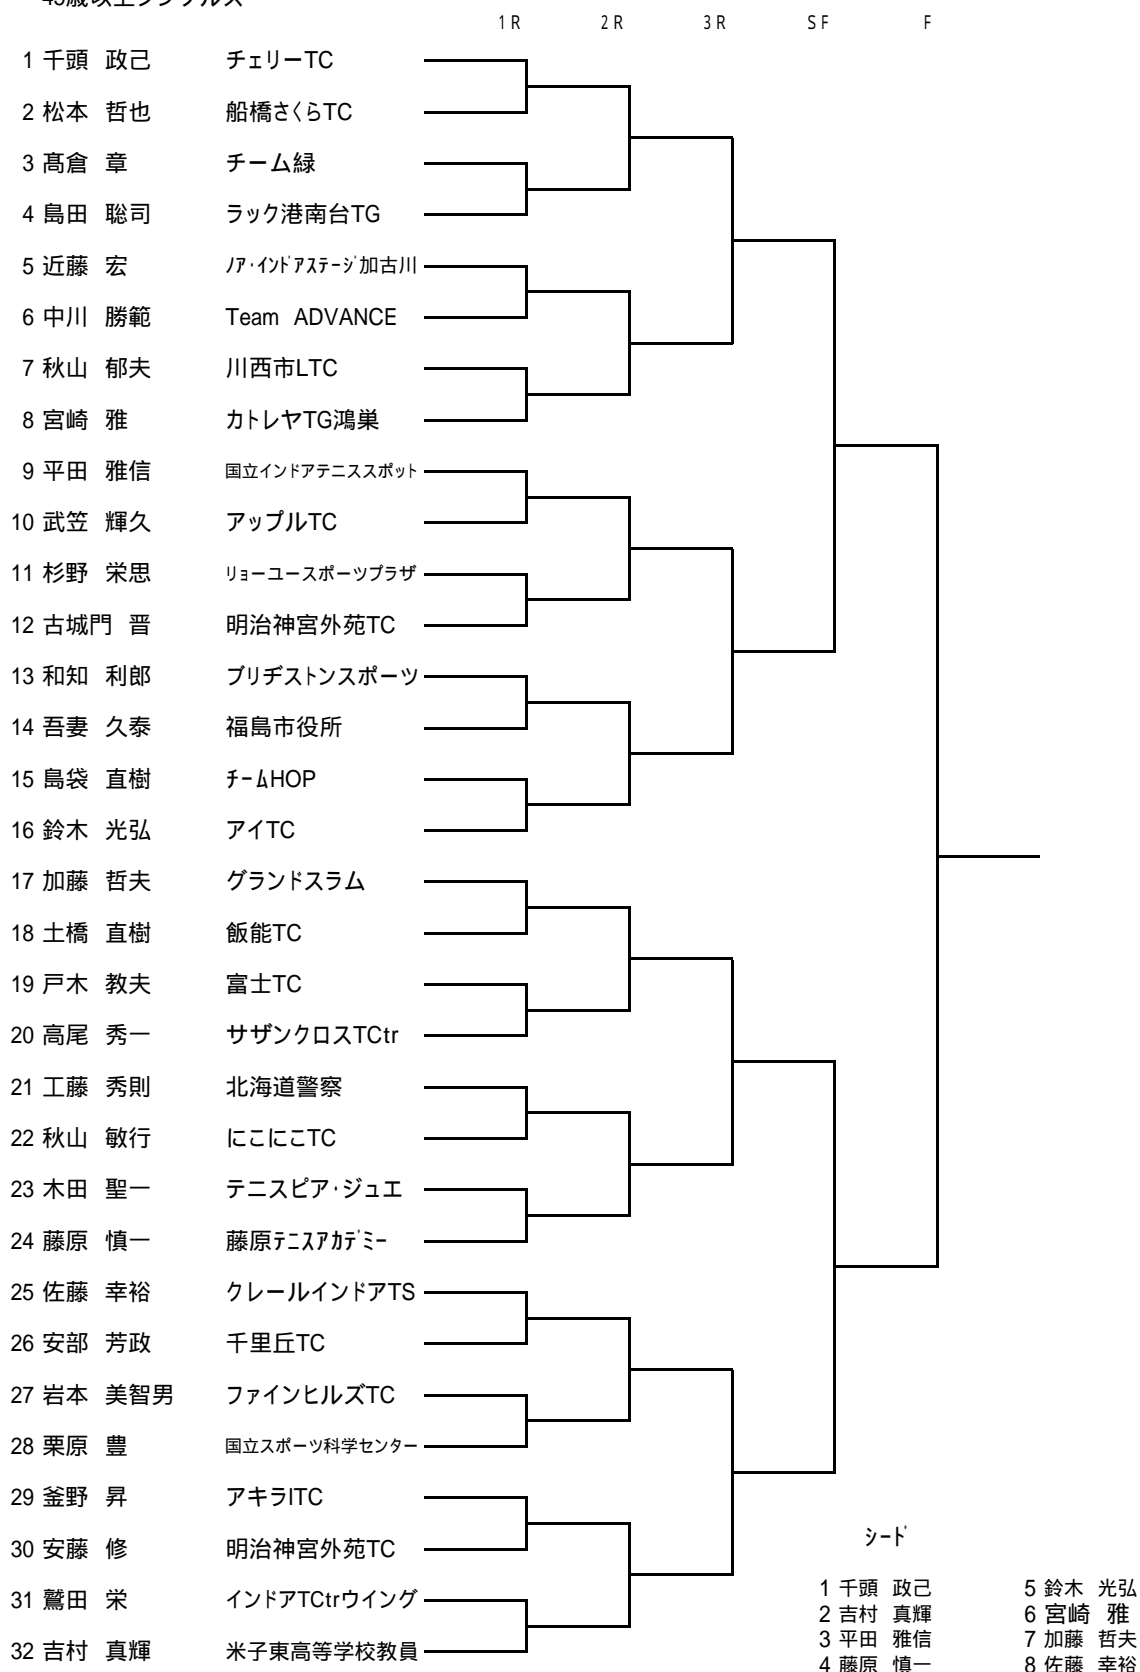 45歳以上シングルス
1R 2R 3R SF F
1 千頭 政己 チェリーTC
2 松本 哲也 船橋さくらTC
3 髙倉 章 チーム緑
4 島田 聡司 ラック港南台TG
5 近藤 宏 ﾉｱ･ｲﾝﾄﾞｱｽﾃｰｼﾞ加古川
6 中川 勝範 Team ADVANCE
7 秋山 郁夫 川西市LTC
8 宮崎 雅 カトレヤTG鴻巣
9 平田 雅信 国立インドアテニススポット
10 武笠 輝久 アップルTC
11 杉野 栄思 リョーユースポーツプラザ
12 古城門 晋 明治神宮外苑TC
13 和知 利郎 ブリヂストンスポーツ
14 吾妻 久泰 福島市役所
15 島袋 直樹 ﾁｰﾑHOP
16 鈴木 光弘 アイTC
17 加藤 哲夫 グランドスラム
18 土橋 直樹 飯能TC
19 戸木 教夫 富士TC
20 高尾 秀一 サザンクロスTCtr
21 工藤 秀則 北海道警察
22 秋山 敏行 にこにこTC
23 木田 聖一 テニスピア･ジュエ
24 藤原 慎一 藤原ﾃﾆｽｱｶﾃﾞﾐｰ
25 佐藤 幸裕 クレールインドアTS
26 安部 芳政 千里丘TC
27 岩本 美智男 ファインヒルズTC
28 栗原 豊 国立スポーツ科学センター
29 釜野 昇 アキラITC
30 安藤 修 明治神宮外苑TC
31 鷲田 栄 インドアTCtrウイング
32 吉村 真輝 米子東高等学校教員
ｼｰﾄﾞ
1 千頭 政己 5 鈴木 光弘
2 吉村 真輝 6 宮崎 雅
3 平田 雅信 7 加藤 哲夫
4 藤原 慎一 8 佐藤 幸裕